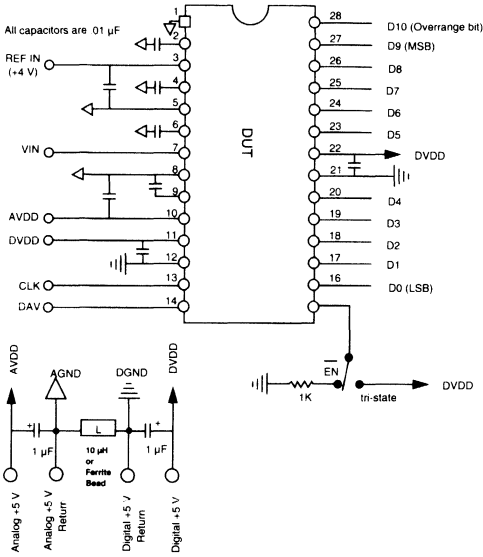 All capacitors are .01 µF
1
2
REF IN
(+4 V)
3
4
5
6
VIN
7
8
9
AVDD
10
DVDD
11
12
CLK
13
DAV
14
DUT
28
D10 (Overrange bit)
27
D9 (MSB)
26
D8
25
D7
24
D6
23
D5
22
DVDD
21
20
D4
19
D3
18
D2
17
D1
16
D0 (LSB)
EN
1K
tri-state
DVDD
AVDD
AGND
DGND
DVDD
+
1 µF
L
10 µH
or
Ferrite
Bead
+
1 µF
Analog +5 V
Analog +5 V
Return
Digital +5 V
Return
Digital +5 V